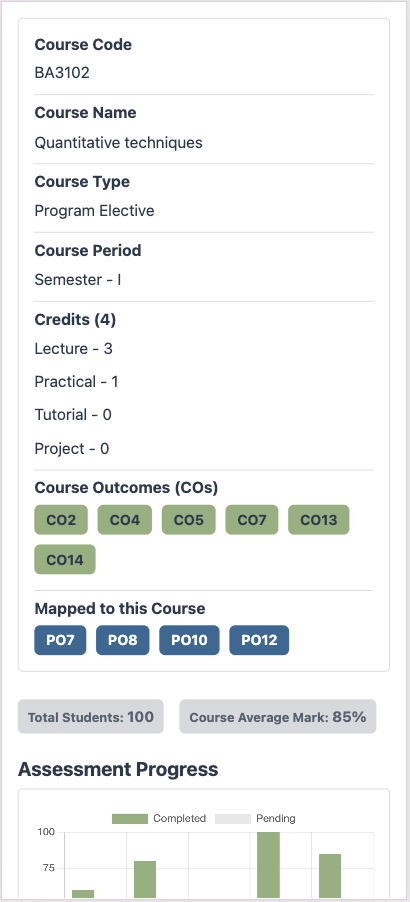 Course Code
BA3102
Course Name
Quantitative techniques
Course Type
Program Elective
Course Period
Semester - I
Credits (4)
Lecture - 3
Practical - 1
Tutorial - 0
Project - 0
Course Outcomes (COs)
CO2 CO4 CO5 CO7 CO13
CO14
Mapped to this Course
PO7 PO8 PO10 PO12
Total Students: 100 Course Average Mark: 85%
Assessment Progress
Completed Pending
100
75